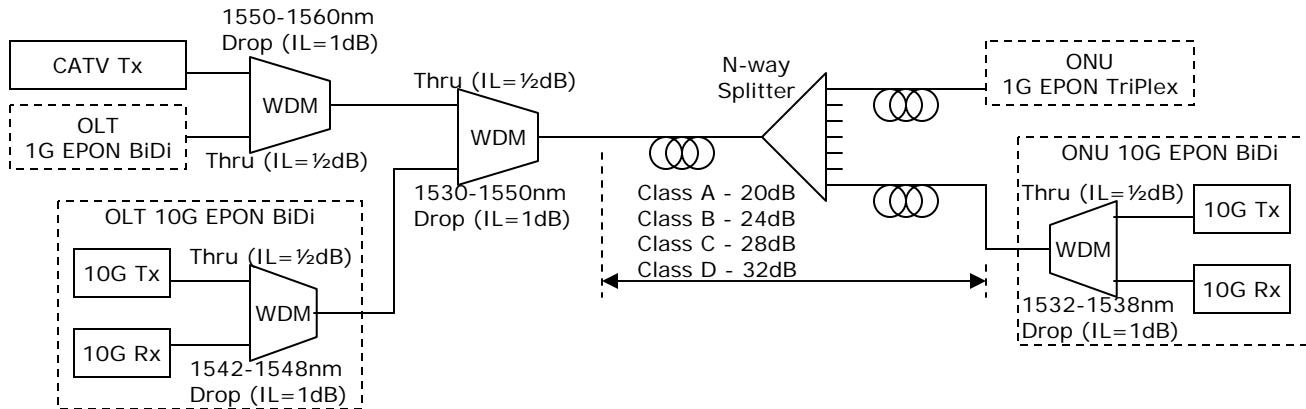 1550-1560nm
Drop (IL=1dB)
CATV Tx
WDM
OLT
1G EPON BiDi
Thru (IL=½dB)
Thru (IL=½dB)
WDM
1530-1550nm
Drop (IL=1dB)
OLT 10G EPON BiDi
Thru (IL=½dB)
10G Tx
WDM
10G Rx
1542-1548nm
Drop (IL=1dB)
N-way
Splitter
Class A - 20dB
Class B - 24dB
Class C - 28dB
Class D - 32dB
ONU
1G EPON TriPlex
ONU 10G EPON BiDi
Thru (IL=½dB)
10G Tx
WDM
10G Rx
1532-1538nm
Drop (IL=1dB)